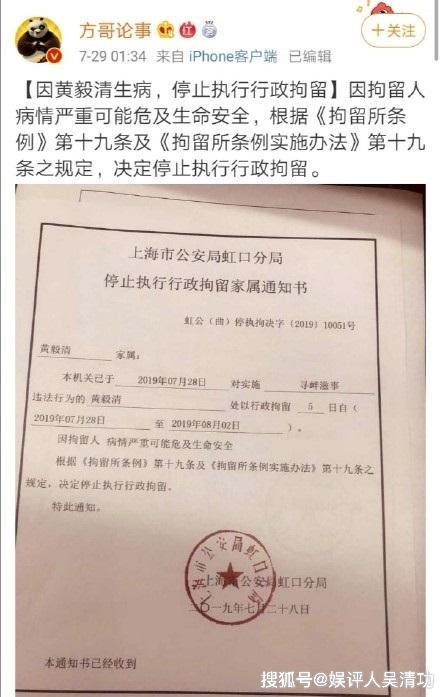 方哥论事
7-29 01:34 来自 iPhone客户端 已编辑
+关注
【因黄毅清生病，停止执行行政拘留】因拘留人
病情严重可能危及生命安全，根据《拘留所条
例》第十九条及《拘留所条例实施办法》第十九
条之规定，决定停止执行行政拘留。
上海市公安局虹口分局
停止执行行政拘留家属通知书
虹公（曲）停执拘决字〔2019〕10051号
黄毅清 家属：
本机关已于 2019年07月28日 对实施 寻衅滋事
违法行为的 黄毅清 处以行政拘留 5 日自（
2019年07月28日 至 2019年08月02日 ）。
因拘留人 病情严重可能危及生命安全
根据《拘留所条例》第十九条及《拘留所条例实施办法》第十九条之
规定，决定停止执行行政拘留。
特此通知。
上海市公安局虹口分局
上海市公安局虹口分局
二〇一九年七月二十八日
本通知书已经收到
搜狐号@娱评人吴清功